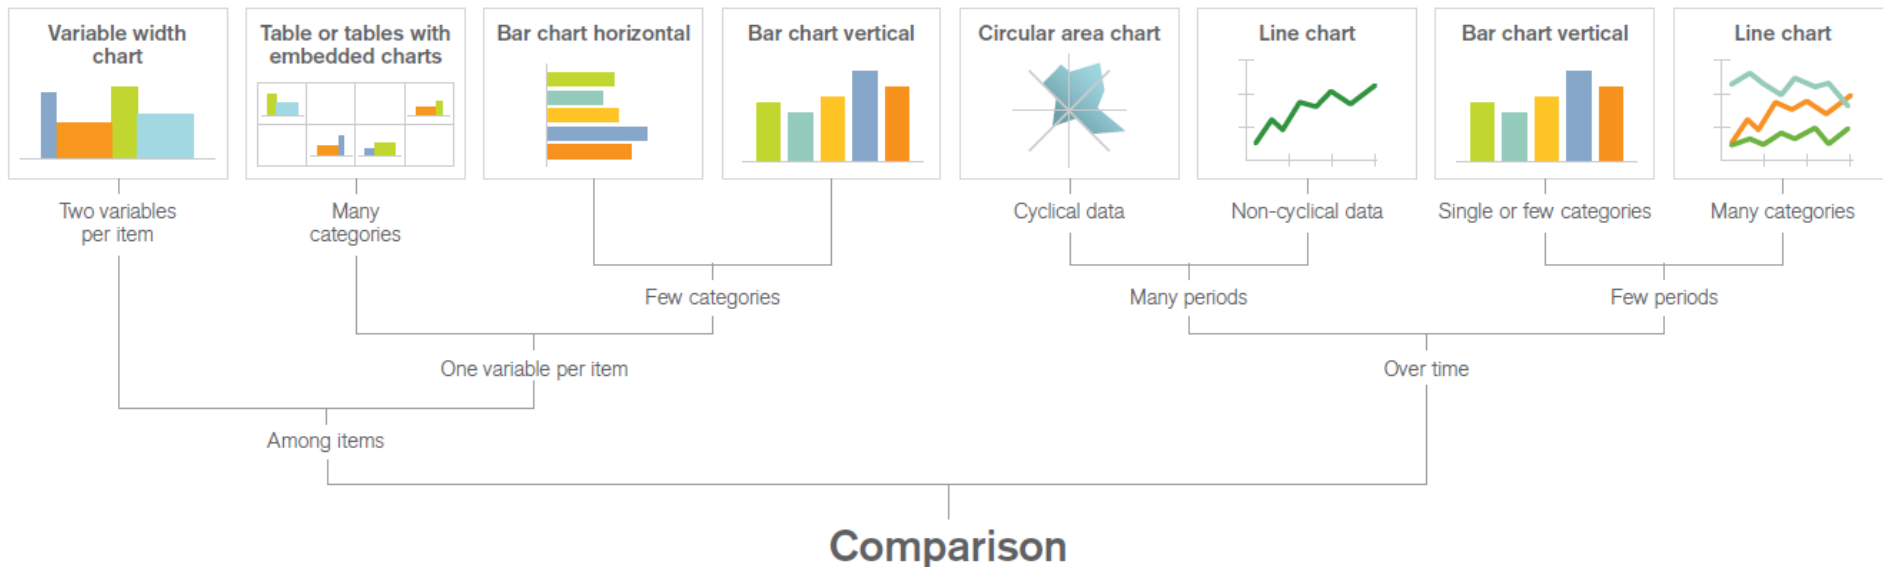 Variable width
chart
Table or tables with
embedded charts
Bar chart horizontal
Bar chart vertical
Circular area chart
Line chart
Bar chart vertical
Line chart
Two variables
per item
Many
categories
Cyclical data
Non-cyclical data
Single or few categories
Many categories
Few categories
Many periods
Few periods
One variable per item
Over time
Among items
Comparison